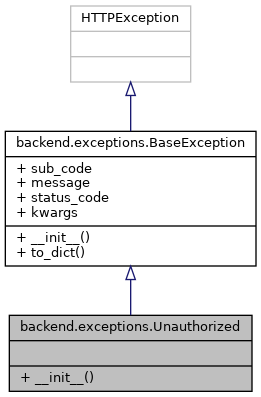 HTTPException
backend.exceptions.BaseException
+ sub_code
+ message
+ status_code
+ kwargs
+ __init__()
+ to_dict()
backend.exceptions.Unauthorized
+ __init__()